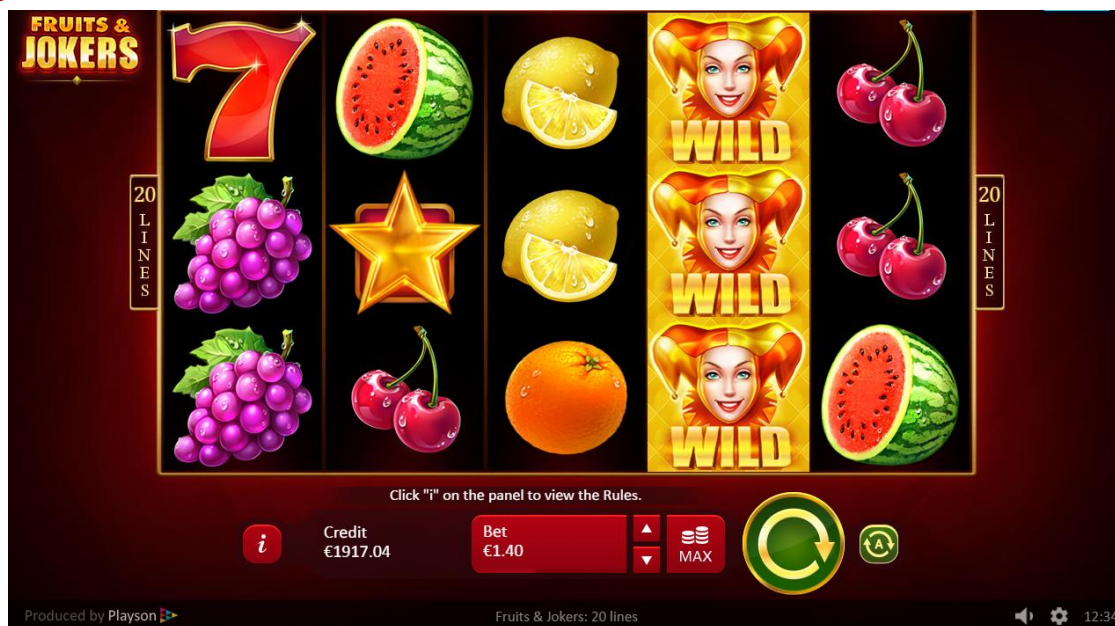 FRUITS &
JOKERS
WILD
WILD
WILD
20
LINES
20
LINES
Click "i" on the panel to view the Rules.
i
Credit
€1917.04
Bet
€1.40
MAX
A
Produced by Playson
Fruits & Jokers: 20 lines
12:34